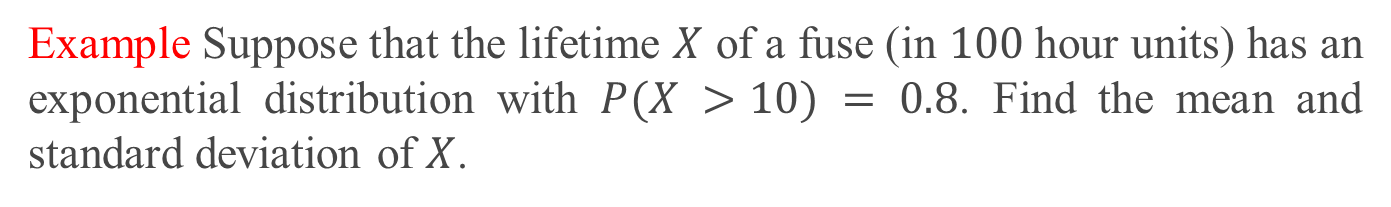 Example Suppose that the lifetime X of a fuse (in 100 hour units) has an
exponential distribution with P(X > 10) = 0.8. Find the mean and
standard deviation of X.